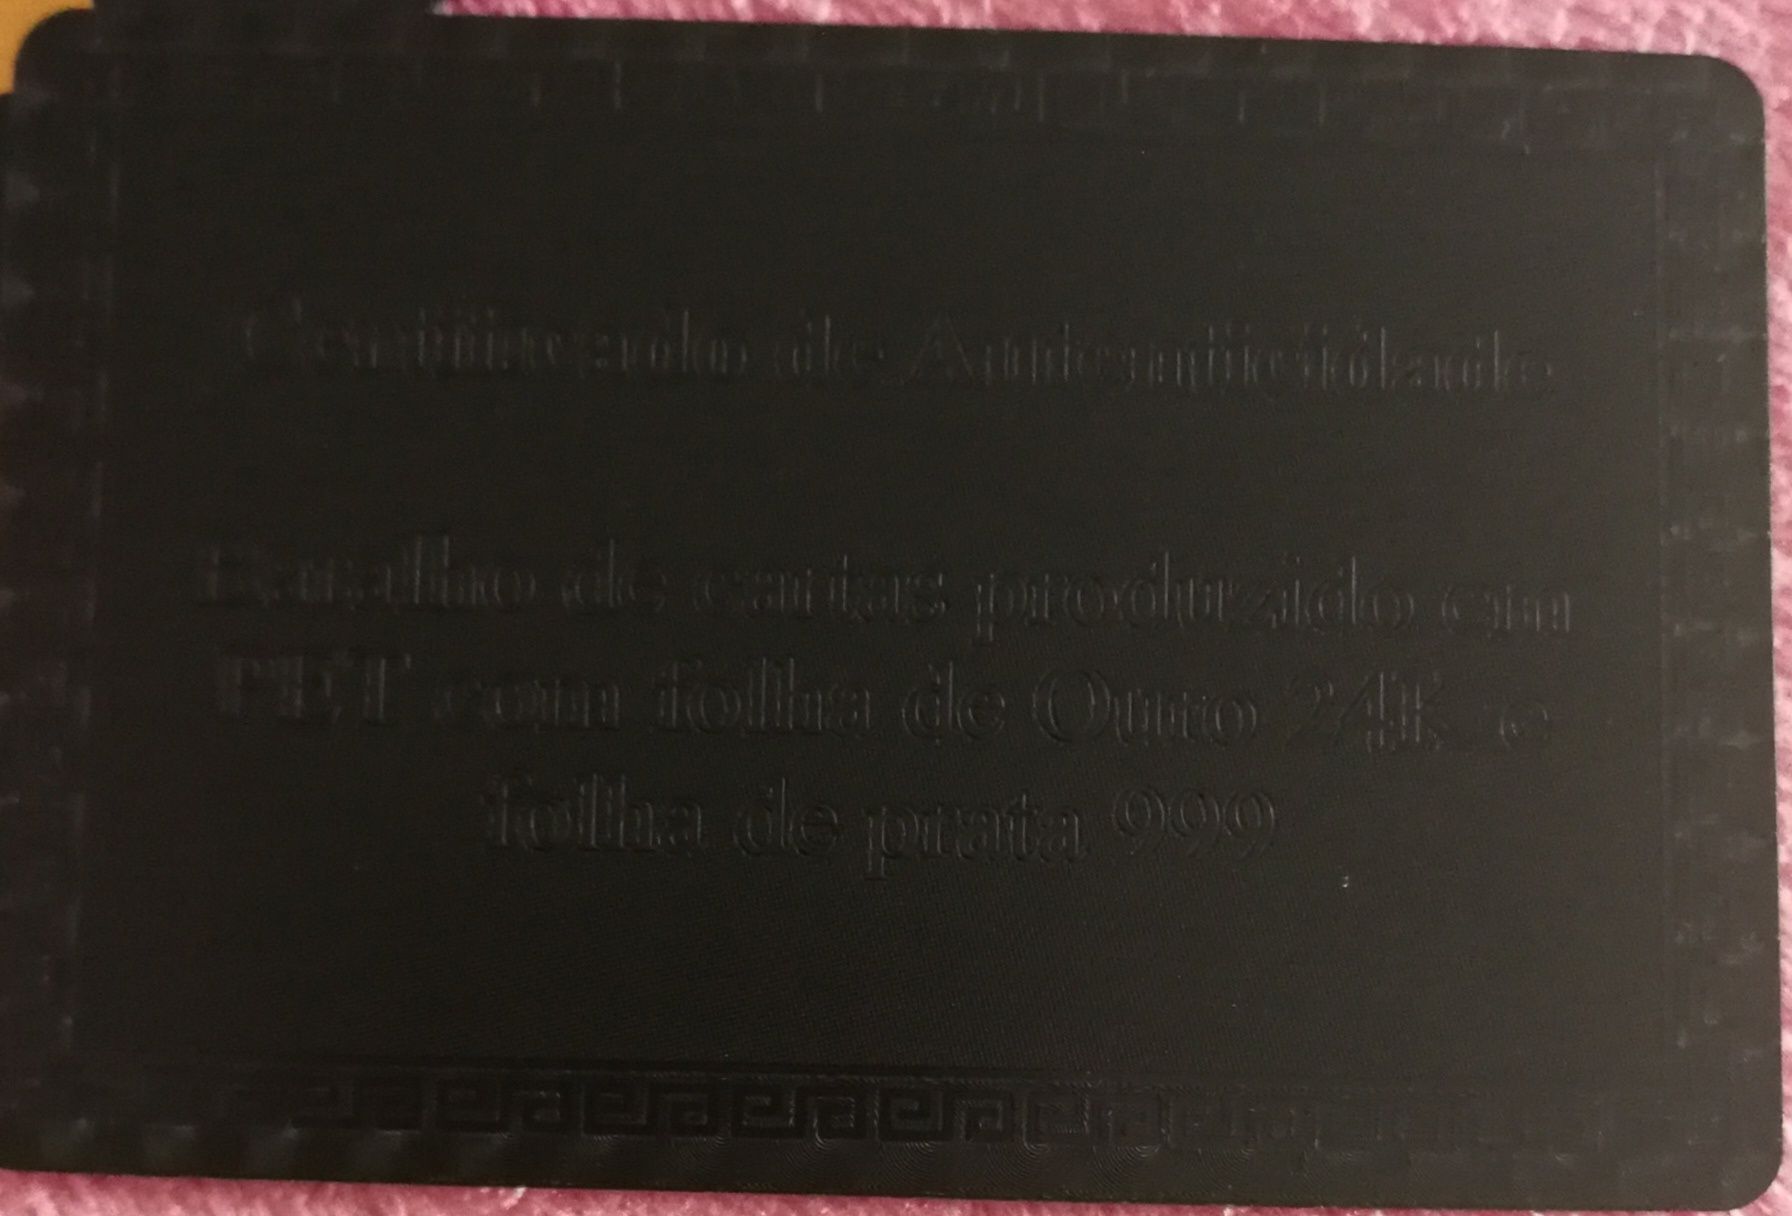 Certificado de Autenticidade
Baralho de cartas produzido em
PET com folha de Ouro 24K e
folha de prata 999